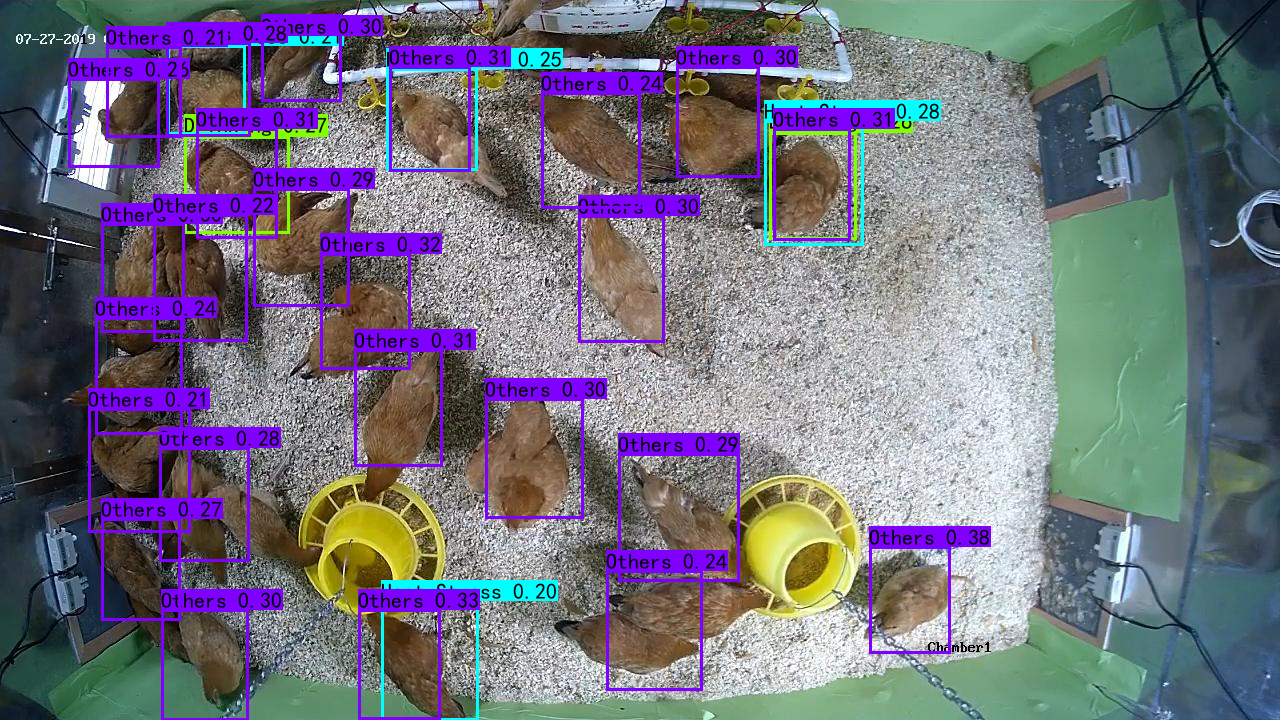 07-27-2019
Others 0.30
Others 0.21
0.28
Others 0.31
0.25
Others 0.30
Others 0.25
Others 0.24
0.28
Others 0.31
Others 0.31
0.27
Others 0.29
Others 0.22
Others 0.30
Others 0.32
Others 0.24
Others 0.31
Others 0.30
Others 0.21
Others 0.28
Others 0.29
Others 0.27
Others 0.38
Others 0.24
Others 0.30
Others 0.33
ss 0.20
Chamber1